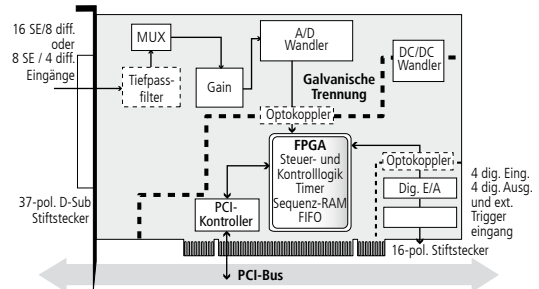 16 SE/8 diff.
oder
8 SE / 4 diff.
Eingänge
MUX
A/D
Wandler
DC/DC
Wandler
Tiefpass-
filter
Gain
Galvanische
Trennung
Optokoppler
FPGA
Steuer- und
Kontrolllogik
Timer
Sequenz-RAM
FIFO
Optokoppler
Dig. E/A
4 dig. Eing.
4 dig. Ausg.
und ext.
Trigger
eingang
37-pol. D-Sub
Stiftstecker
PCI-
Kontroller
16-pol. Stiftstecker
PCI-Bus